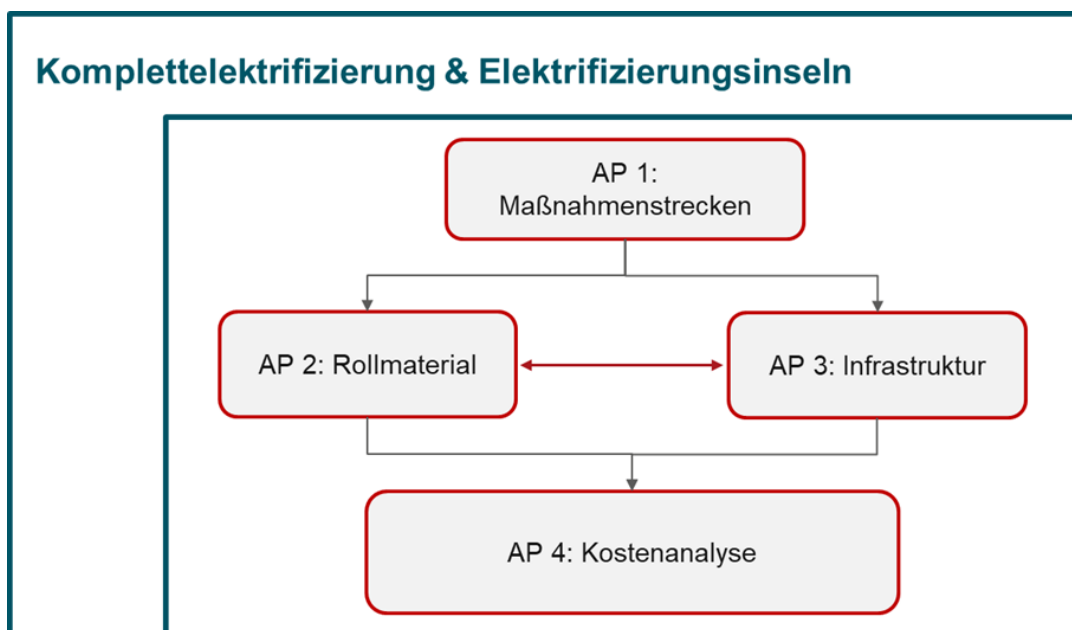 Komplettelektrifizierung & Elektrifizierungsinseln
AP 1:
Maßnahmenstrecken
AP 2: Rollmaterial
AP 3: Infrastruktur
AP 4: Kostenanalyse